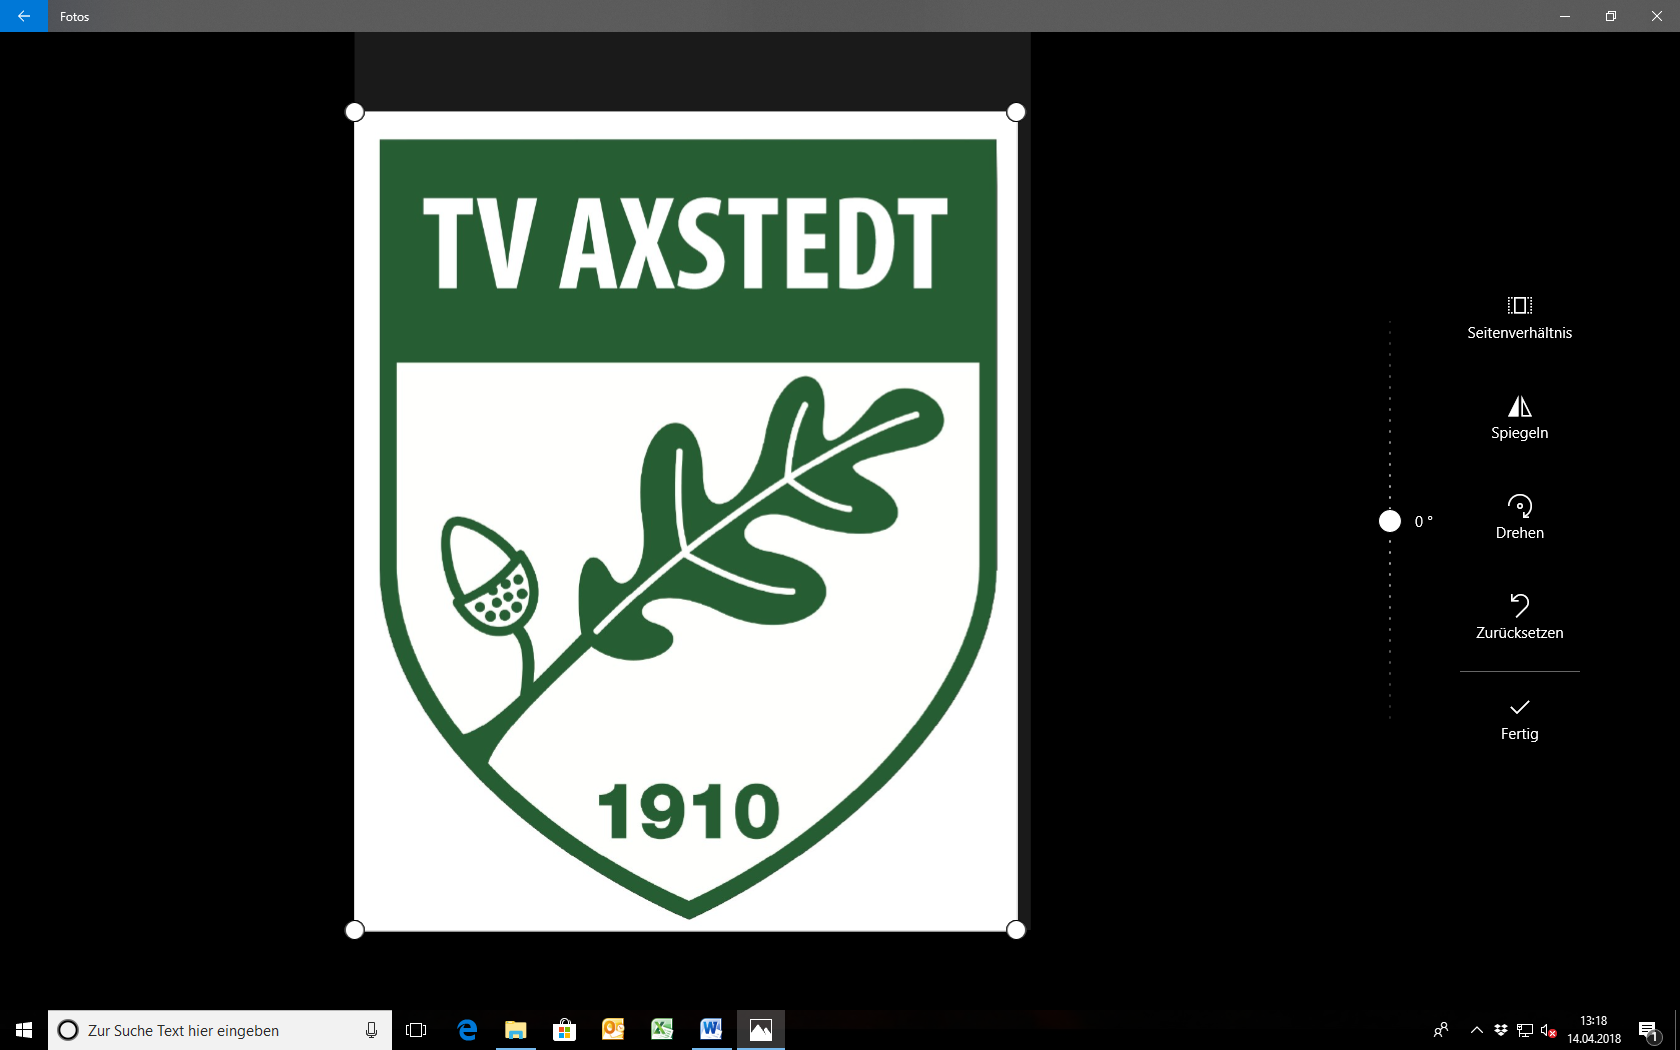 Fotos
TV AXSTEDT
1910
Seitenverhältnis
Spiegeln
0 °
Drehen
Zurücksetzen
Fertig
Zur Suche Text hier eingeben
13:18
14.04.2018
1